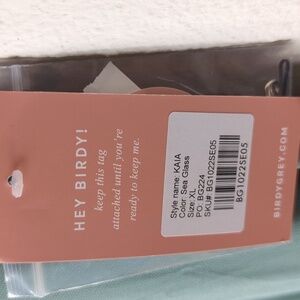 HEY BIRDY!
keep this tag
attached until you're
ready to keep me.
Style name: KAIA
Color: Sea Glass
Size: XL
PO: BG224
SKU# BG1022SE05
BG1022SE05
BIRDYGREY.COM